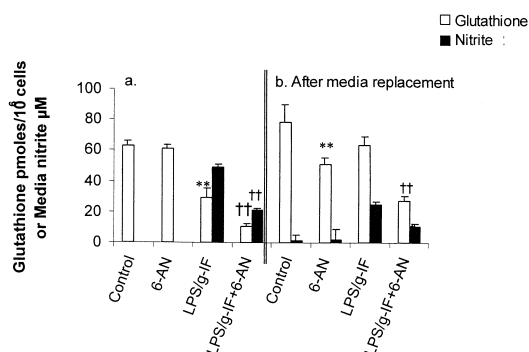 Glutathione
Nitrite :
a.
b. After media replacement
Glutathione pmoles/10⁶ cells
or Media nitrite µM
100
80
60
40
20
0
**
††
††
**
††
Control
6-AN
LPS/g-IF
LPS/g-IF+6-AN
Control
6-AN
LPS/g-IF
LPS/g-IF+6-AN